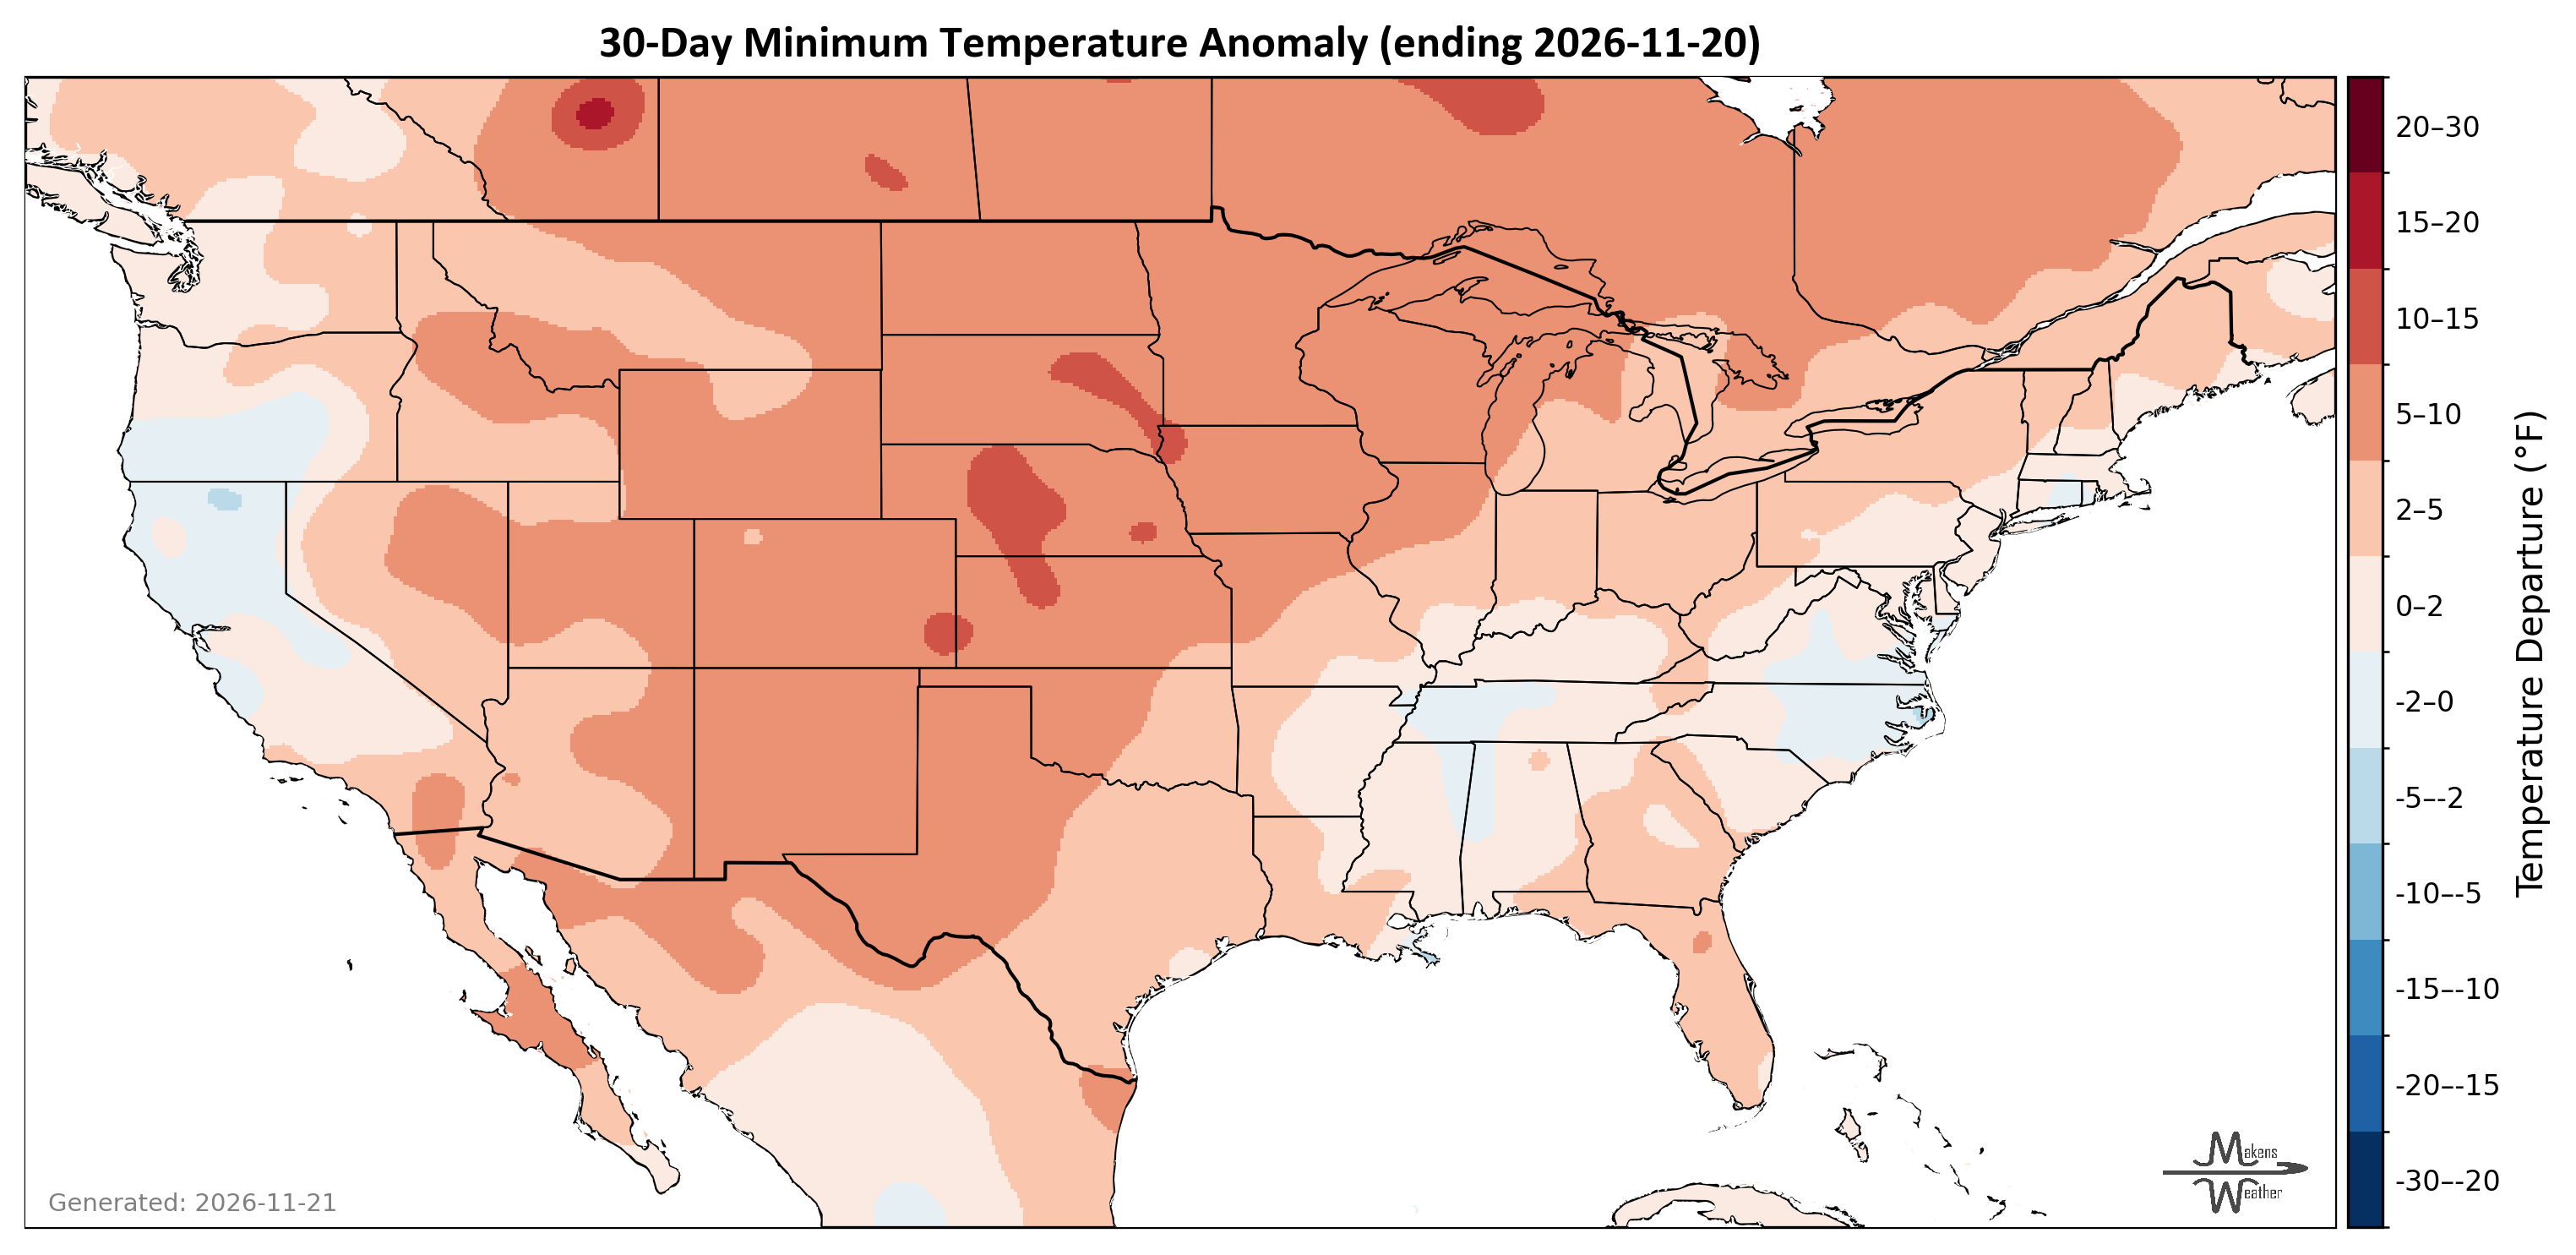 30-Day Minimum Temperature Anomaly (ending 2026-11-20)
20–30
15–20
10–15
5–10
2–5
0–2
-2–0
-5–-2
-10–-5
-15–-10
-20–-15
-30–-20
Temperature Departure (°F)
Makens
Weather
Generated: 2026-11-21